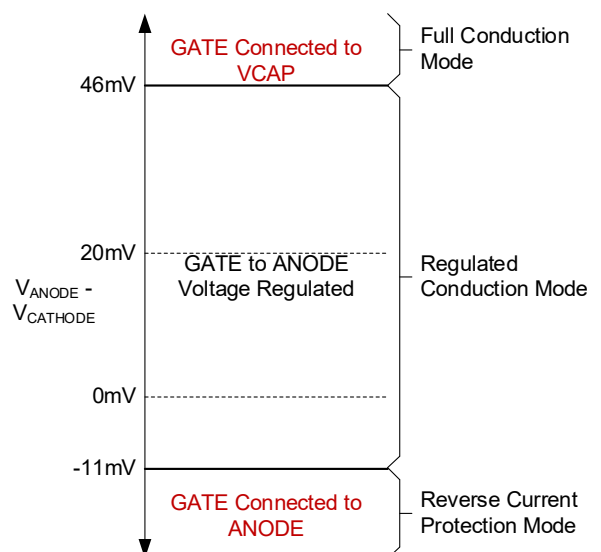 GATE Connected to
VCAP
Full Conduction
Mode
46mV
20mV
GATE to ANODE
Voltage Regulated
Regulated
Conduction Mode
VANODE -
VCATHODE
0mV
-11mV
GATE Connected to
ANODE
Reverse Current
Protection Mode